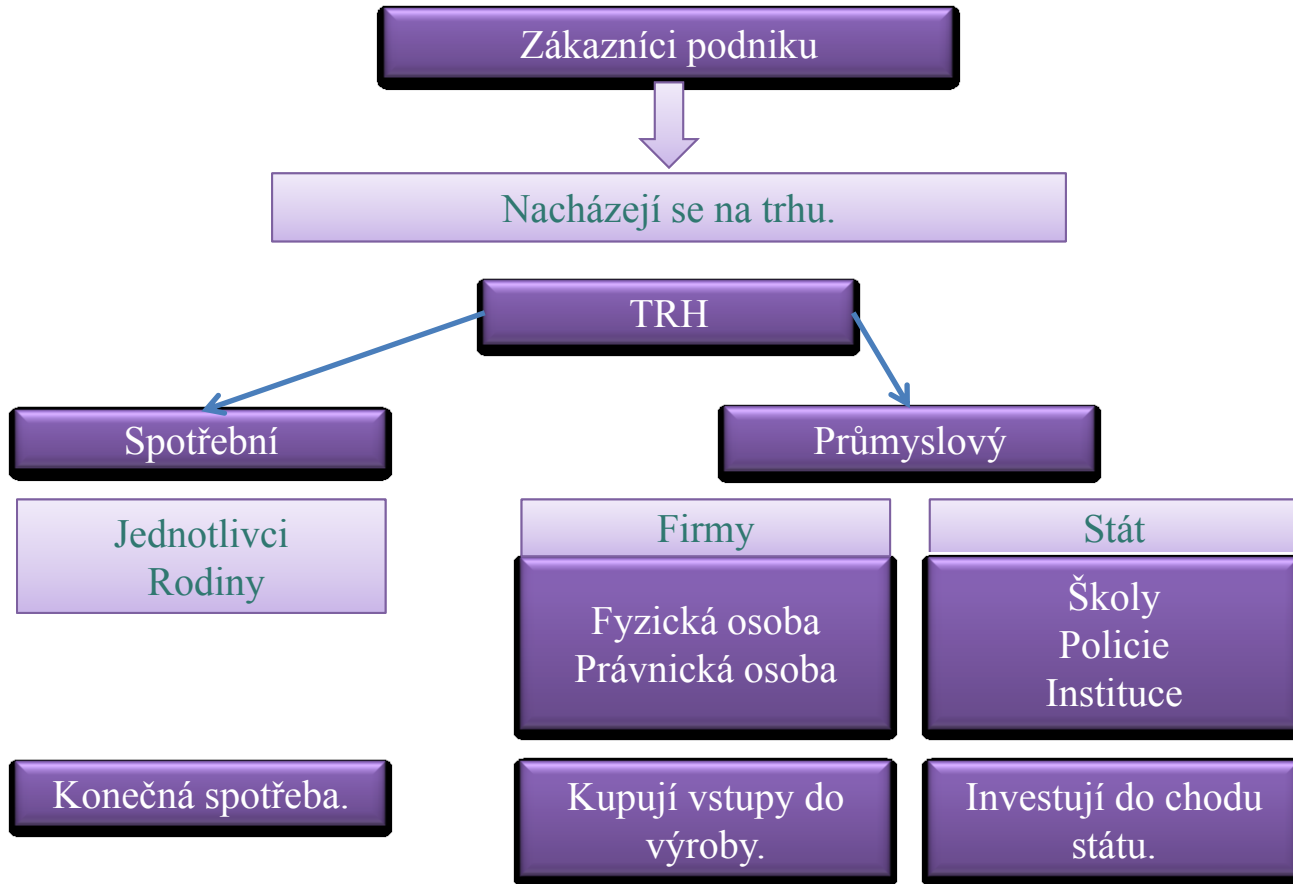 Zákazníci podniku
Nacházejí se na trhu.
TRH
Spotřební
Průmyslový
Jednotlivci
Rodiny
Firmy
Stát
Fyzická osoba
Právnická osoba
Školy
Policie
Instituce
Konečná spotřeba.
Kupují vstupy do
výroby.
Investují do chodu
státu.